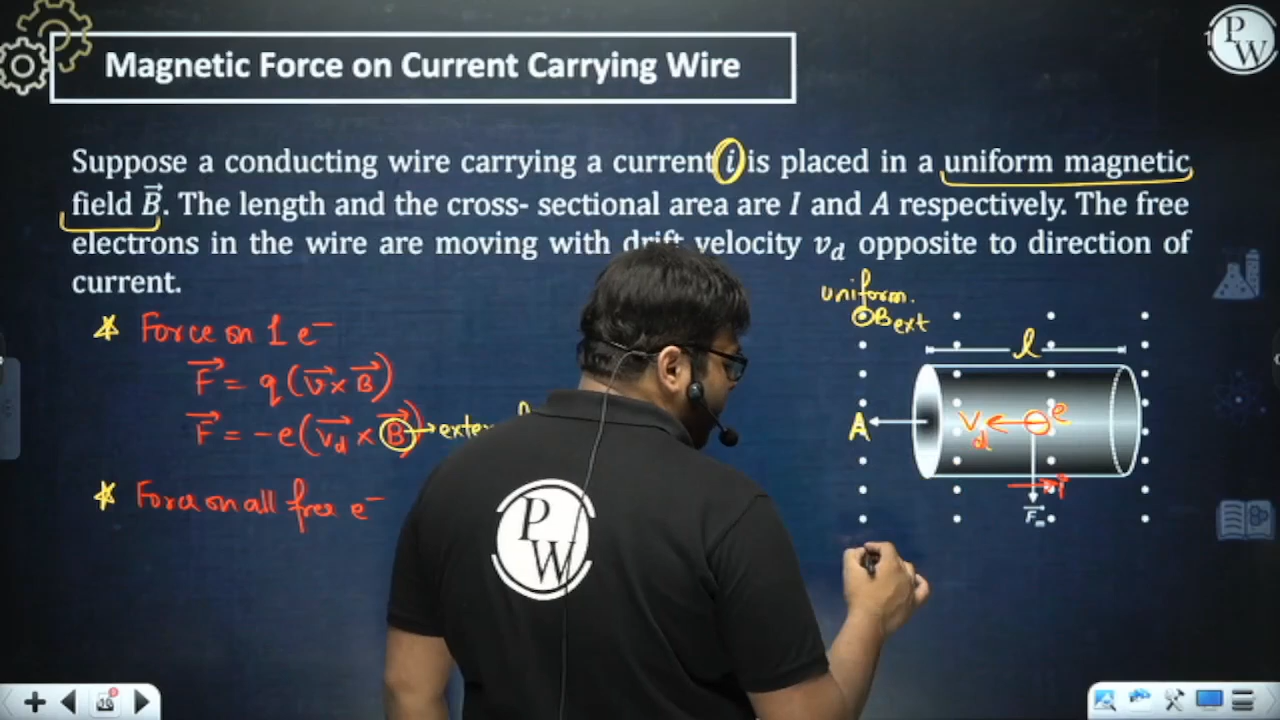 Magnetic Force on Current Carrying Wire
PW
Suppose a conducting wire carrying a current i is placed in a uniform magnetic
field B⃗. The length and the cross- sectional area are I and A respectively. The free
electrons in the wire are moving with drift velocity v_d opposite to direction of
current.
uniform.
⊙B_ext
☆ Force on 1 e⁻
F⃗ = q(v⃗ × B⃗)
F⃗ = -e(v⃗_d × B⃗)
☆ Force on all free e⁻
l
A
V_d
e
i
F⃗_m
PW